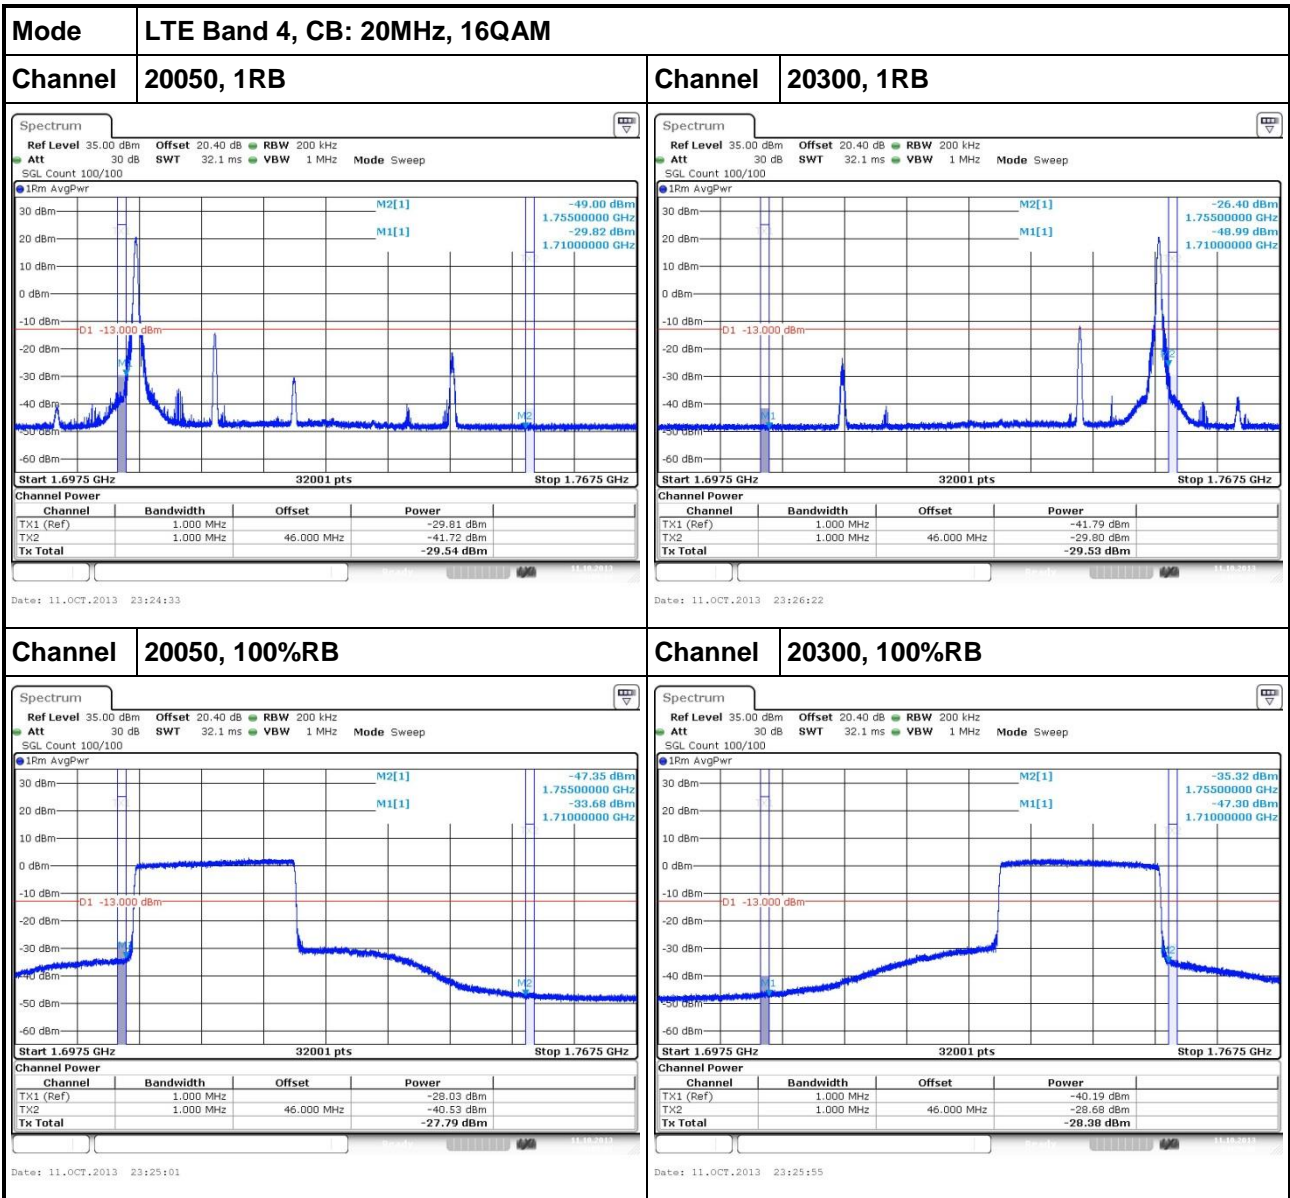 Mode LTE Band 4, CB: 20MHz, 16QAM
Channel 20050, 1RB
Spectrum
Ref Level 35.00 dBm Offset 20.40 dB RBW 200 kHz
Att 30 dB SWT 32.1 ms VBW 1 MHz Mode Sweep
SGL Count 100/100
1Rm AvgPwr
M2[1] -49.00 dBm
1.75500000 GHz
M1[1] -29.82 dBm
1.71000000 GHz
30 dBm
20 dBm
10 dBm
0 dBm
-10 dBm
D1 -13.000 dBm
-20 dBm
-30 dBm
-40 dBm
M2
-50 dBm
-60 dBm
Start 1.6975 GHz 32001 pts Stop 1.7675 GHz
Channel Power
Channel Bandwidth Offset Power
TX1 (Ref) 1.000 MHz -29.81 dBm
TX2 1.000 MHz 46.000 MHz -41.72 dBm
Tx Total -29.54 dBm
Date: 11.OCT.2013 23:24:33
Channel 20300, 1RB
Spectrum
Ref Level 35.00 dBm Offset 20.40 dB RBW 200 kHz
Att 30 dB SWT 32.1 ms VBW 1 MHz Mode Sweep
SGL Count 100/100
1Rm AvgPwr
M2[1] -26.40 dBm
1.75500000 GHz
M1[1] -48.99 dBm
1.71000000 GHz
30 dBm
20 dBm
10 dBm
0 dBm
-10 dBm
D1 -13.000 dBm
-20 dBm
-30 dBm
-40 dBm
M1
-50 dBm
-60 dBm
Start 1.6975 GHz 32001 pts Stop 1.7675 GHz
Channel Power
Channel Bandwidth Offset Power
TX1 (Ref) 1.000 MHz -41.79 dBm
TX2 1.000 MHz 46.000 MHz -29.80 dBm
Tx Total -29.53 dBm
Date: 11.OCT.2013 23:26:22
Channel 20050, 100%RB
Spectrum
Ref Level 35.00 dBm Offset 20.40 dB RBW 200 kHz
Att 30 dB SWT 32.1 ms VBW 1 MHz Mode Sweep
SGL Count 100/100
1Rm AvgPwr
M2[1] -47.35 dBm
1.75500000 GHz
M1[1] -33.68 dBm
1.71000000 GHz
30 dBm
20 dBm
10 dBm
0 dBm
-10 dBm
D1 -13.000 dBm
-20 dBm
-30 dBm
-40 dBm
M2
-50 dBm
-60 dBm
Start 1.6975 GHz 32001 pts Stop 1.7675 GHz
Channel Power
Channel Bandwidth Offset Power
TX1 (Ref) 1.000 MHz -28.03 dBm
TX2 1.000 MHz 46.000 MHz -40.53 dBm
Tx Total -27.79 dBm
Date: 11.OCT.2013 23:25:01
Channel 20300, 100%RB
Spectrum
Ref Level 35.00 dBm Offset 20.40 dB RBW 200 kHz
Att 30 dB SWT 32.1 ms VBW 1 MHz Mode Sweep
SGL Count 100/100
1Rm AvgPwr
M2[1] -35.32 dBm
1.75500000 GHz
M1[1] -47.30 dBm
1.71000000 GHz
30 dBm
20 dBm
10 dBm
0 dBm
-10 dBm
D1 -13.000 dBm
-20 dBm
-30 dBm
M2
-40 dBm
M1
-50 dBm
-60 dBm
Start 1.6975 GHz 32001 pts Stop 1.7675 GHz
Channel Power
Channel Bandwidth Offset Power
TX1 (Ref) 1.000 MHz -40.19 dBm
TX2 1.000 MHz 46.000 MHz -28.68 dBm
Tx Total -28.38 dBm
Date: 11.OCT.2013 23:25:55